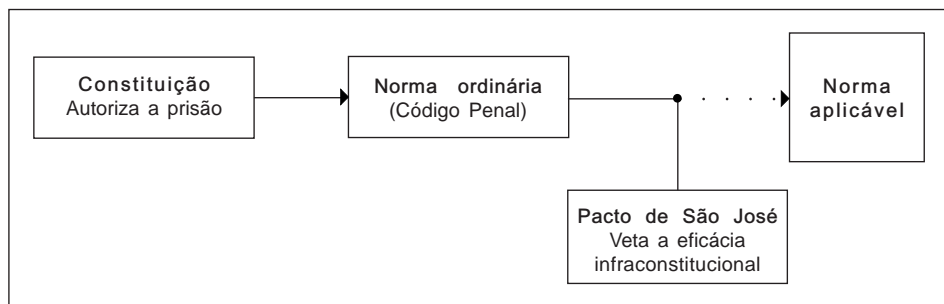 Constituição
Autoriza a prisão
Norma ordinária
(Código Penal)
Norma
aplicável
Pacto de São José
Veta a eficácia
infraconstitucional